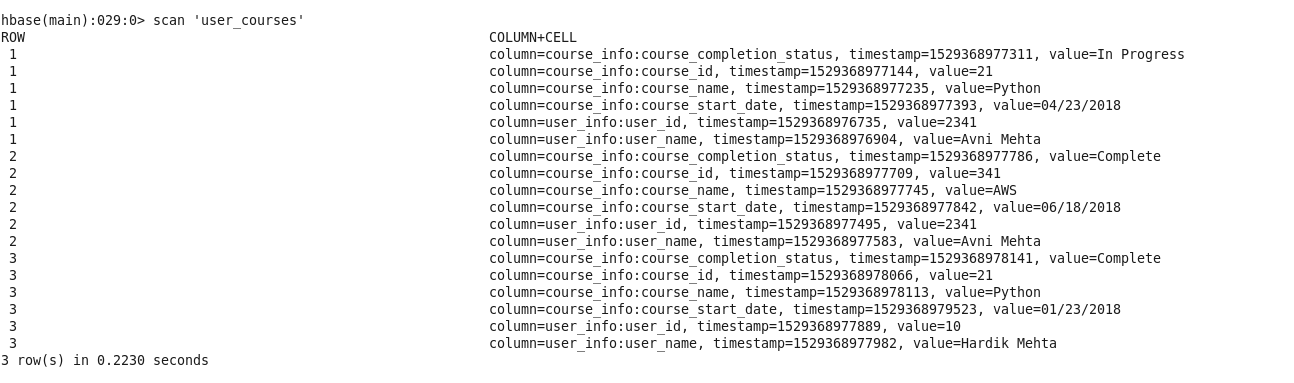 hbase(main):029:0> scan 'user_courses'
ROW COLUMN+CELL
1 column=course_info:course_completion_status, timestamp=1529368977311, value=In Progress
1 column=course_info:course_id, timestamp=1529368977144, value=21
1 column=course_info:course_name, timestamp=1529368977235, value=Python
1 column=course_info:course_start_date, timestamp=1529368977393, value=04/23/2018
1 column=user_info:user_id, timestamp=1529368976735, value=2341
1 column=user_info:user_name, timestamp=1529368976904, value=Avni Mehta
2 column=course_info:course_completion_status, timestamp=1529368977786, value=Complete
2 column=course_info:course_id, timestamp=1529368977709, value=341
2 column=course_info:course_name, timestamp=1529368977745, value=AWS
2 column=course_info:course_start_date, timestamp=1529368977842, value=06/18/2018
2 column=user_info:user_id, timestamp=1529368977495, value=2341
2 column=user_info:user_name, timestamp=1529368977583, value=Avni Mehta
3 column=course_info:course_completion_status, timestamp=1529368978141, value=Complete
3 column=course_info:course_id, timestamp=1529368978066, value=21
3 column=course_info:course_name, timestamp=1529368978113, value=Python
3 column=course_info:course_start_date, timestamp=1529368979523, value=01/23/2018
3 column=user_info:user_id, timestamp=1529368977889, value=10
3 column=user_info:user_name, timestamp=1529368977982, value=Hardik Mehta
3 row(s) in 0.2230 seconds